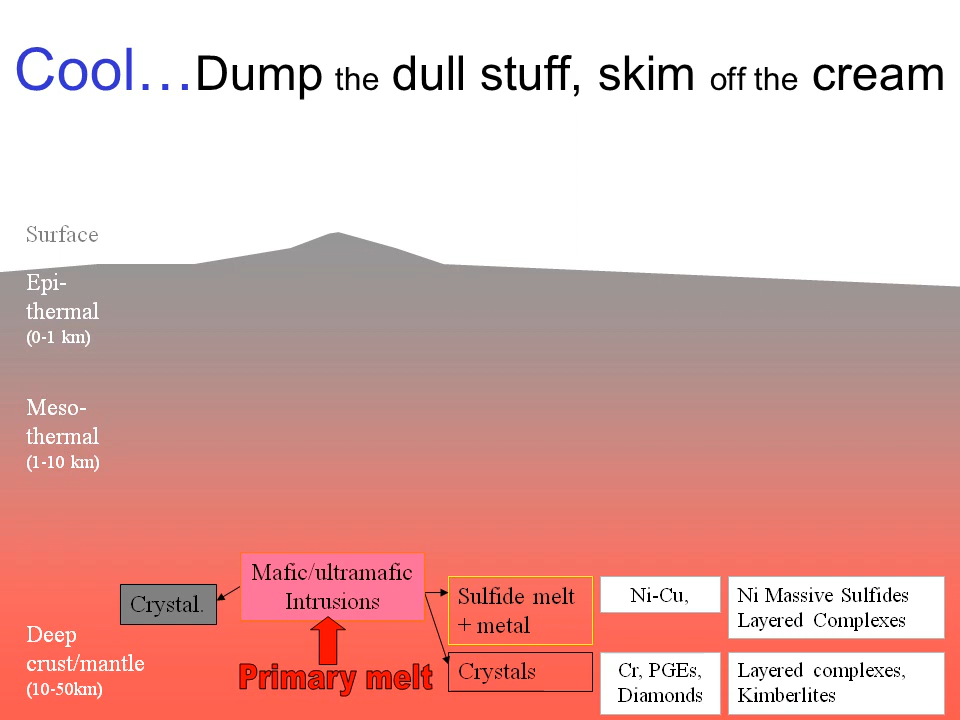 Cool…Dump the dull stuff, skim off the cream
Surface
Epi-
thermal
(0-1 km)
Meso-
thermal
(1-10 km)
Deep
crust/mantle
(10-50km)
Crystal.
Mafic/ultramafic
Intrusions
Primary melt
Sulfide melt
+ metal
Ni-Cu,
Ni Massive Sulfides
Layered Complexes
Crystals
Cr, PGEs,
Diamonds
Layered complexes,
Kimberlites